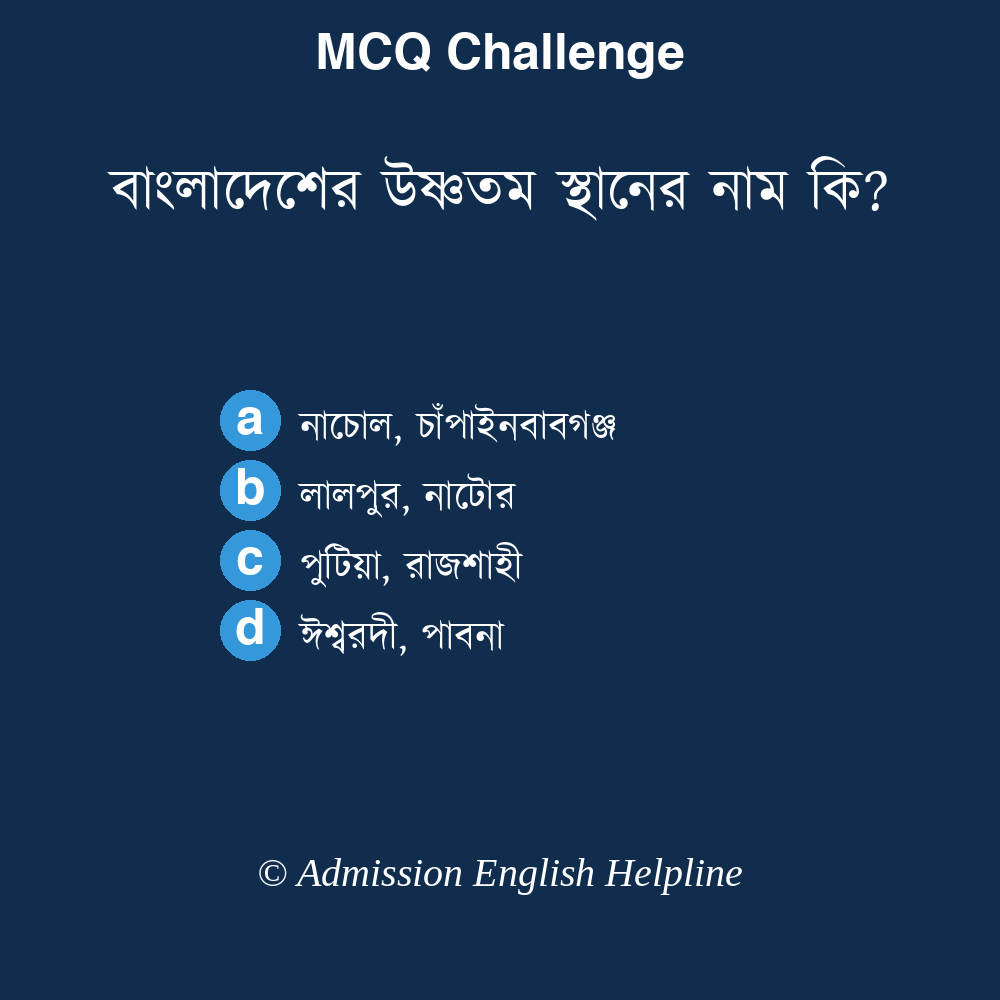 MCQ Challenge
বাংলাদেশের উষ্ণতম স্থানের নাম কি?
a নাচোল, চাঁপাইনবাবগঞ্জ
b লালপুর, নাটোর
c পুটিয়া, রাজশাহী
d ঈশ্বরদী, পাবনা
© Admission English Helpline